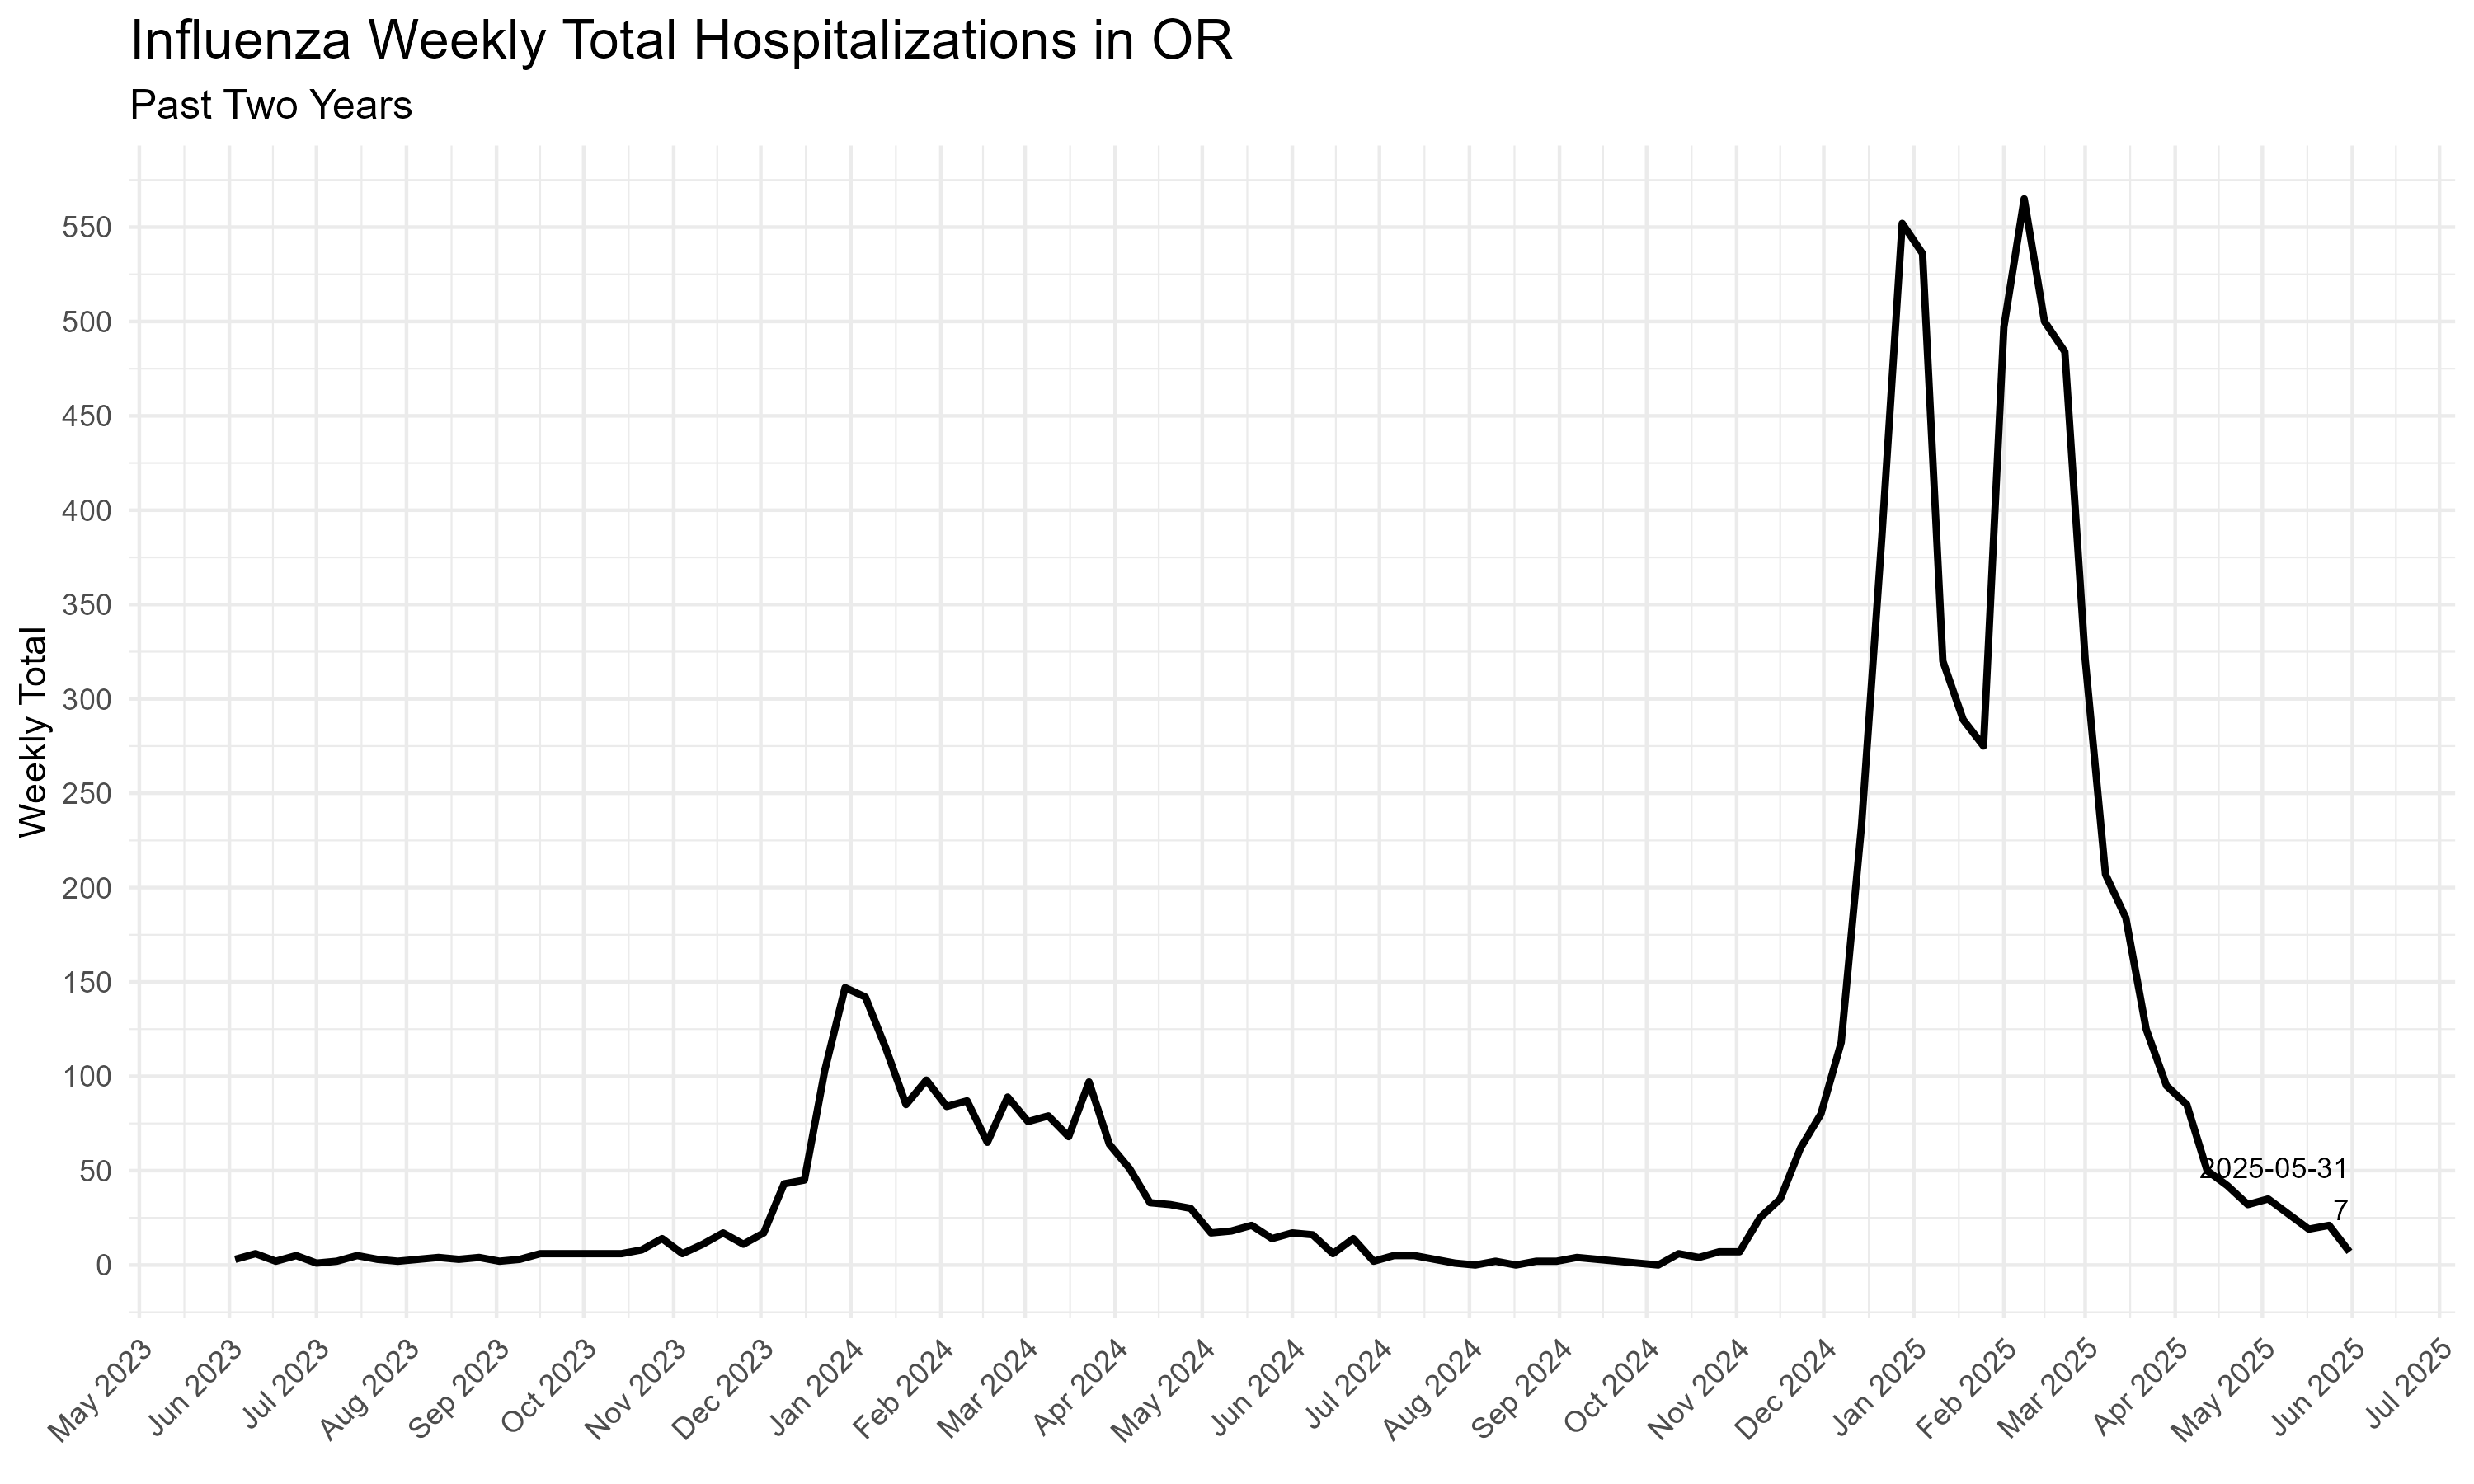 Influenza Weekly Total Hospitalizations in OR
Past Two Years
Weekly Total
550
500
450
400
350
300
250
200
150
100
50
0
2025-05-31
7
May 2023
Jun 2023
Jul 2023
Aug 2023
Sep 2023
Oct 2023
Nov 2023
Dec 2023
Jan 2024
Feb 2024
Mar 2024
Apr 2024
May 2024
Jun 2024
Jul 2024
Aug 2024
Sep 2024
Oct 2024
Nov 2024
Dec 2024
Jan 2025
Feb 2025
Mar 2025
Apr 2025
May 2025
Jun 2025
Jul 2025